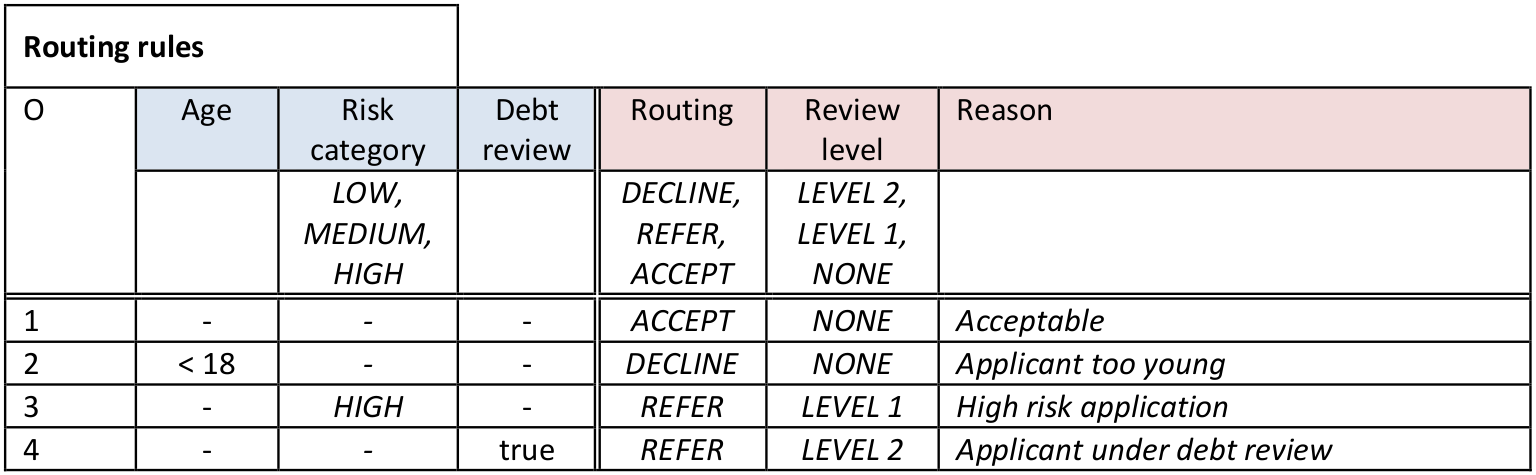 Routing rules
O Age Risk category Debt review Routing Review level Reason
LOW, MEDIUM, HIGH DECLINE, REFER, ACCEPT LEVEL 2, LEVEL 1, NONE
1 - - - ACCEPT NONE Acceptable
2 < 18 - - DECLINE NONE Applicant too young
3 - HIGH - REFER LEVEL 1 High risk application
4 - - true REFER LEVEL 2 Applicant under debt review